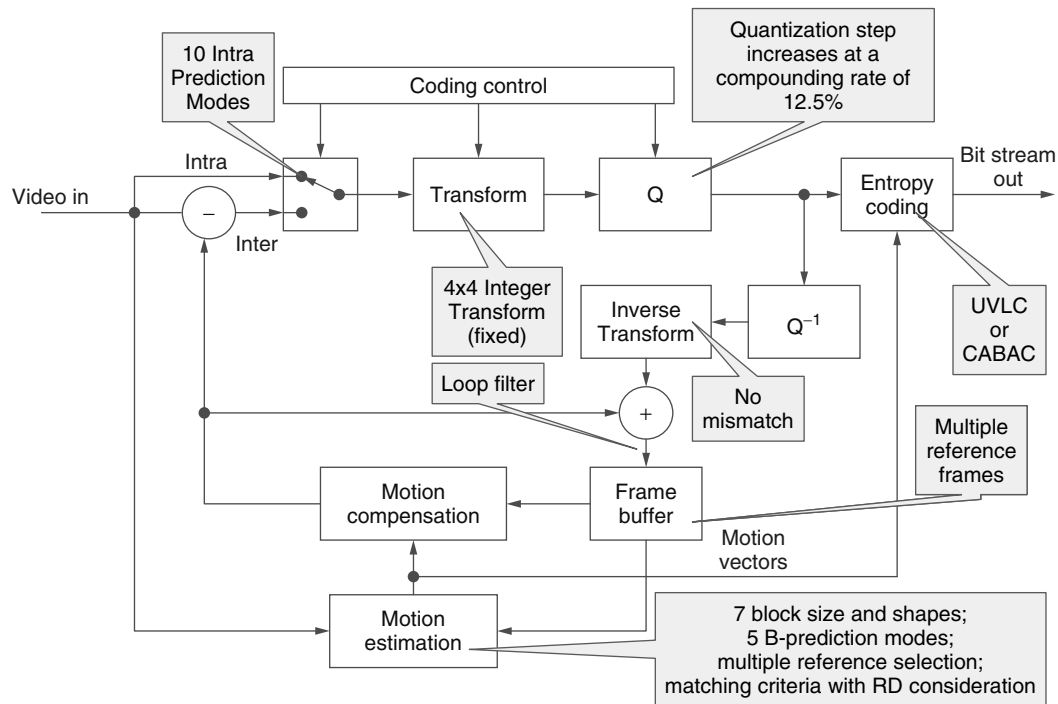 10 Intra
Prediction
Modes
Coding control
Quantization step
increases at a
compounding rate of
12.5%
Video in
Intra
Inter
−
Transform
Q
Entropy
coding
Bit stream
out
4x4 Integer
Transform
(fixed)
Inverse
Transform
Q−1
UVLC
or
CABAC
Loop filter
+
No
mismatch
Multiple
reference
frames
Motion
compensation
Frame
buffer
Motion
vectors
Motion
estimation
7 block size and shapes;
5 B-prediction modes;
multiple reference selection;
matching criteria with RD consideration